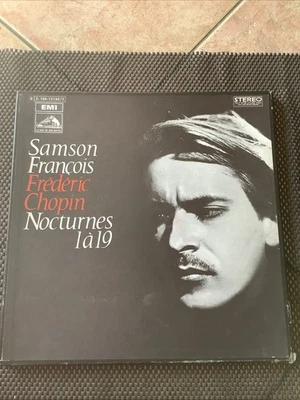 EMI
STEREO
Samson
François
Frédéric
Chopin
Nocturnes
1 à 19